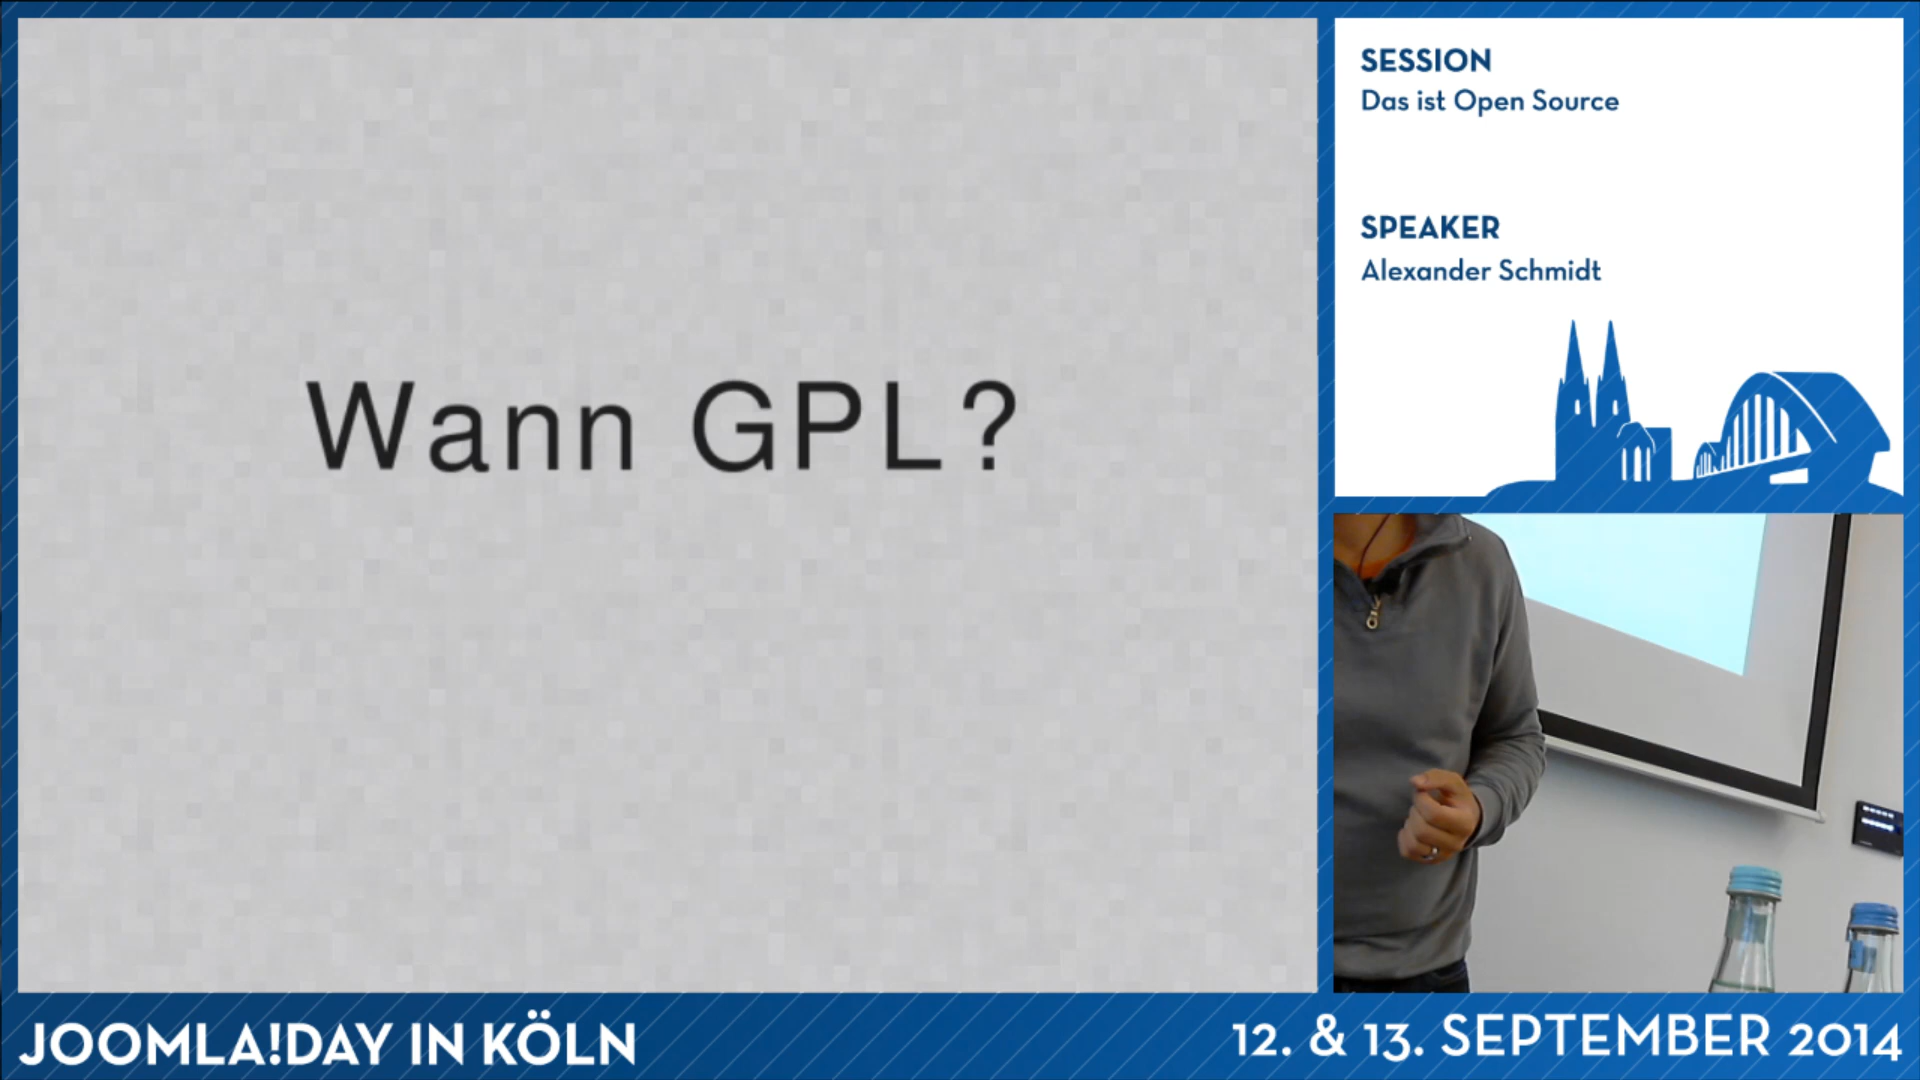 Wann GPL?
SESSION
Das ist Open Source
SPEAKER
Alexander Schmidt
JOOMLA!DAY IN KÖLN
12. & 13. SEPTEMBER 2014